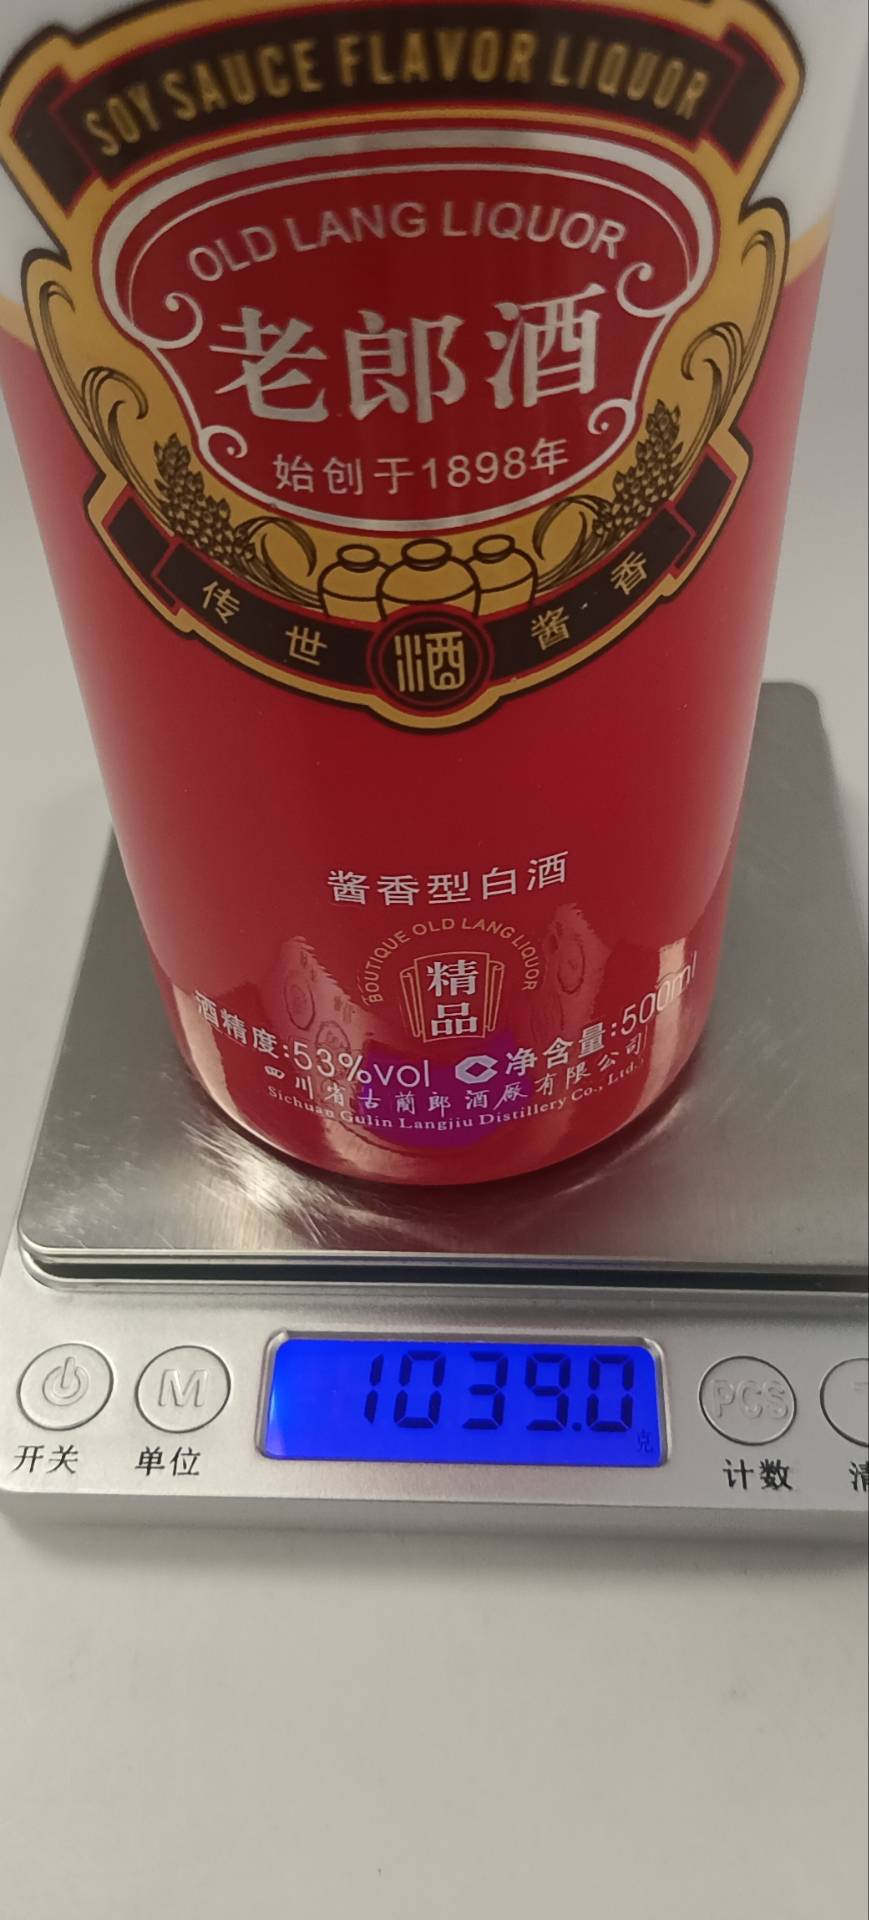 SOY SAUCE FLAVOR LIQUOR
OLD LANG LIQUOR
老郎酒
始创于1898年
传世酒酱香
酱香型白酒
BOUTIQUE OLD LANG LIQUOR
精
品
酒精度:53%vol 净含量:500ml
四川省古蔺郎酒厰有限公司
Sichuan Gulin Langjiu Distillery Co., Ltd.
1039.0
克
M
PCS
开关
单位
计数